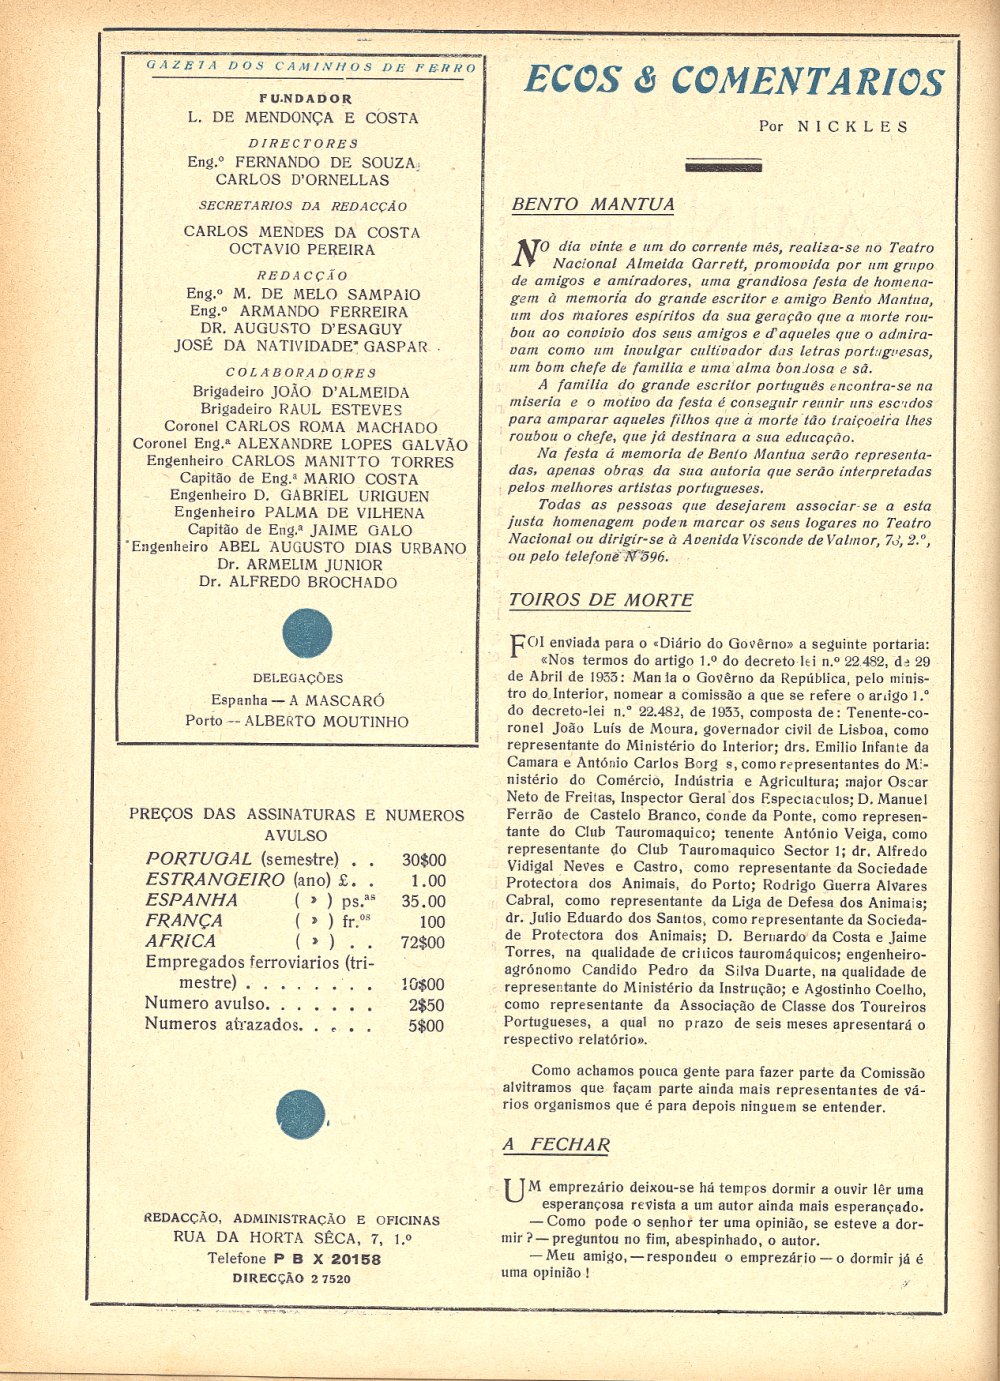 GAZETA DOS CAMINHOS DE FERRO
FUNDADOR
L. DE MENDONÇA E COSTA
DIRECTORES
Eng.º FERNANDO DE SOUZA
CARLOS D'ORNELLAS
SECRETARIOS DA REDACÇÃO
CARLOS MENDES DA COSTA
OCTAVIO PEREIRA
REDACÇÃO
Eng.º M. DE MELO SAMPAIO
Eng.º ARMANDO FERREIRA
DR. AUGUSTO D'ESAGUY
JOSÉ DA NATIVIDADE GASPAR
COLABORADORES
Brigadeiro JOÃO D'ALMEIDA
Brigadeiro RAUL ESTEVES
Coronel CARLOS ROMA MACHADO
Coronel Eng.ª ALEXANDRE LOPES GALVÃO
Engenheiro CARLOS MANITTO TORRES
Capitão de Eng.ª MARIO COSTA
Engenheiro D. GABRIEL URIGUEN
Engenheiro PALMA DE VILHENA
Capitão de Eng.ª JAIME GALO
Engenheiro ABEL AUGUSTO DIAS URBANO
Dr. ARMELIM JUNIOR
Dr. ALFREDO BROCHADO
DELEGAÇÕES
Espanha — A MASCARÓ
Porto — ALBERTO MOUTINHO
PREÇOS DAS ASSINATURAS E NUMEROS
AVULSO
PORTUGAL (semestre) . . 30$00
ESTRANGEIRO (ano) £. . 1.00
ESPANHA ( » ) ps.as 35.00
FRANÇA ( » ) fr.os 100
AFRICA ( » ) . . 72$00
Empregados ferroviarios (tri-
mestre) . . . . . . . . 10$00
Numero avulso. . . . . . . 2$50
Numeros atrazados. . . . . 5$00
REDACÇÃO, ADMINISTRAÇÃO E OFICINAS
RUA DA HORTA SÊCA, 7, 1.º
Telefone P B X 20158
DIRECÇÃO 2 7520
ECOS & COMENTARIOS
Por NICKLES
BENTO MANTUA
NO dia vinte e um do corrente mês, realiza-se no Teatro
Nacional Almeida Garrett, promovida por um grupo
de amigos e amiradores, uma grandiosa festa de homena-
gem à memoria do grande escritor e amigo Bento Mantua,
um dos maiores espíritos da sua geração que a morte rou-
bou ao convivio dos seus amigos e d'aqueles que o admira-
vam como um invulgar cultivador das letras portuguesas,
um bom chefe de familia e uma alma bondosa e sã.
A familia do grande escritor português encontra-se na
miseria e o motivo da festa é conseguir reunir uns escudos
para amparar aqueles filhos que a morte tão traiçoeira lhes
roubou o chefe, que já destinara a sua educação.
Na festa á memoria de Bento Mantua serão representa-
das, apenas obras da sua autoria que serão interpretadas
pelos melhores artistas portugueses.
Todas as pessoas que desejarem associar-se a esta
justa homenagem podem marcar os seus logares no Teatro
Nacional ou dirigir-se à Avenida Visconde de Valmor, 73, 2.º,
ou pelo telefone N 596.
TOIROS DE MORTE
FOI enviada para o «Diário do Govêrno» a seguinte portaria:
«Nos termos do artigo 1.º do decreto lei n.º 22.482, de 29
de Abril de 1933: Manda o Govêrno da República, pelo minis-
tro do Interior, nomear a comissão a que se refere o artigo 1.º
do decreto-lei n.º 22.482, de 1933, composta de: Tenente-co-
ronel João Luís de Moura, governador civil de Lisboa, como
representante do Ministério do Interior; drs. Emilio Infante da
Camara e António Carlos Borg s, como representantes do Mi-
nistério do Comércio, Indústria e Agricultura; major Oscar
Neto de Freitas, Inspector Geral dos Espectaculos; D. Manuel
Ferrão de Castelo Branco, conde da Ponte, como represen-
tante do Club Tauromaquico; tenente António Veiga, como
representante do Club Tauromaquico Sector 1; dr. Alfredo
Vidigal Neves e Castro, como representante da Sociedade
Protectora dos Animais, do Porto; Rodrigo Guerra Alvares
Cabral, como representante da Liga de Defesa dos Animais;
dr. Julio Eduardo dos Santos, como representante da Socieda-
de Protectora dos Animais; D. Bernardo da Costa e Jaime
Torres, na qualidade de criticos tauromáquicos; engenheiro-
agrónomo Candido Pedro da Silva Duarte, na qualidade de
representante do Ministério da Instrução; e Agostinho Coelho,
como representante da Associação de Classe dos Toureiros
Portugueses, a qual no prazo de seis meses apresentará o
respectivo relatório».
Como achamos pouca gente para fazer parte da Comissão
alvitramos que façam parte ainda mais representantes de vá-
rios organismos que é para depois ninguem se entender.
A FECHAR
UM emprezário deixou-se há tempos dormir a ouvir lêr uma
esperançosa revista a um autor ainda mais esperançado.
— Como pode o senhor ter uma opinião, se esteve a dor-
mir? — preguntou no fim, abespinhado, o autor.
— Meu amigo, — respondeu o emprezário — o dormir já é
uma opinião!